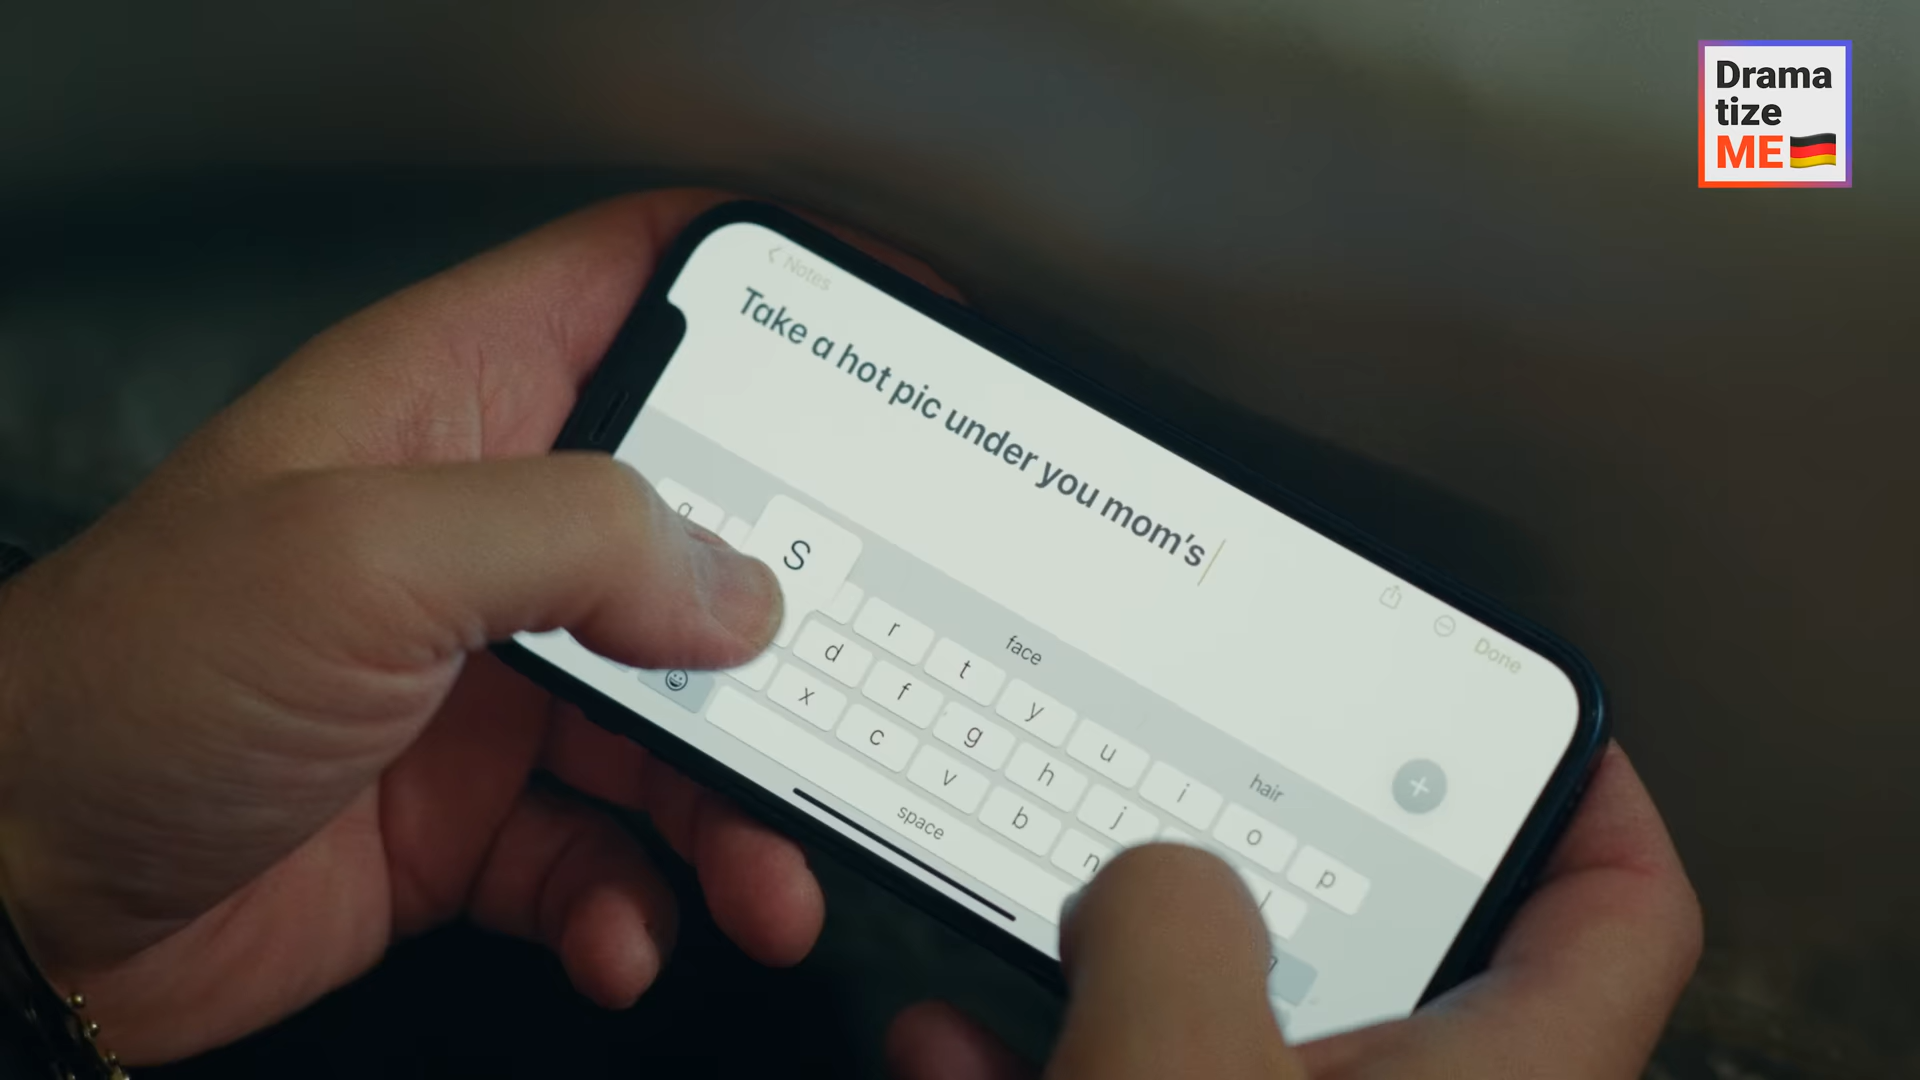 Drama
tize
ME
Notes
Take a hot pic under you mom's
Done
face
hair
q
S
r t y u i o p
d f g h j l
x c v b n
space